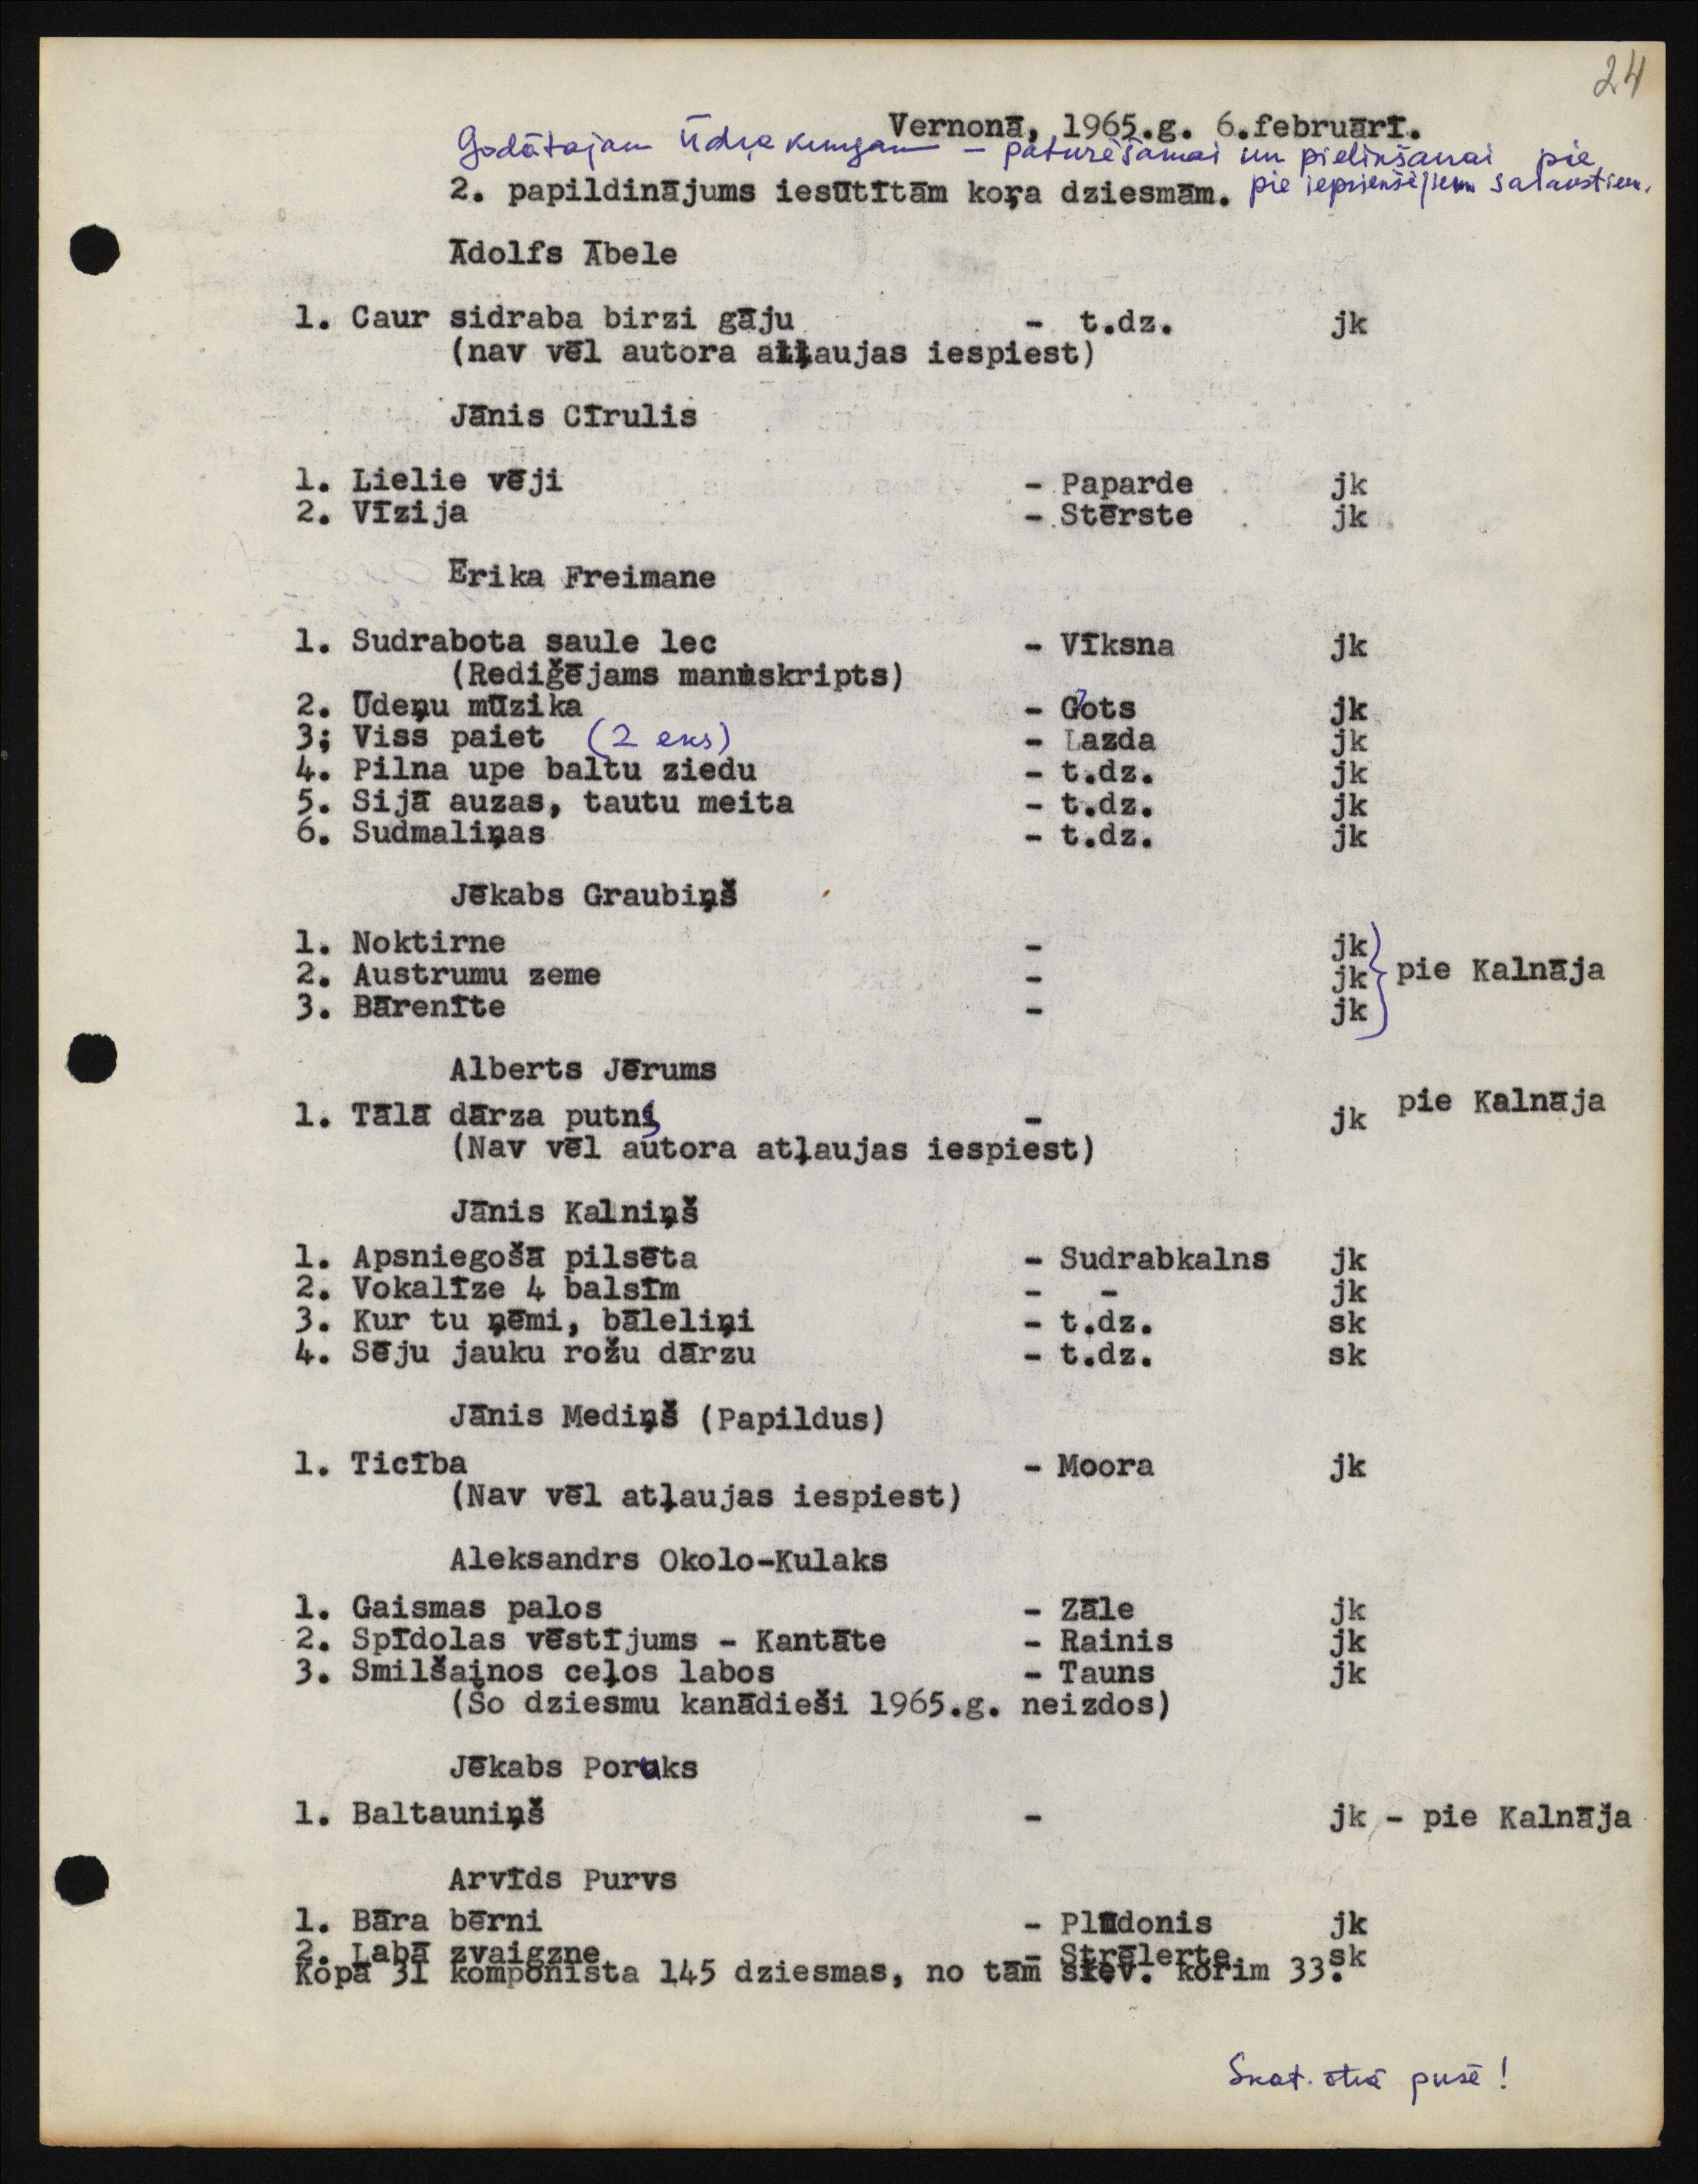 24
Vernonā, 1965.g. 6.februārī.
Godātajam Ūdra kungam — paturēšanai un pielikšanai pie
2. papildinājums iesūtītām koŗa dziesmām. pie iepriekšējiem sarakstiem.
Ādolfs Ābele
1. Caur sidraba birzi gāju - t.dz. jk
(nav vēl autora atļaujas iespiest)
Jānis Cīrulis
1. Lielie vēji - Paparde jk
2. Vīzija - Stērste jk
Ērika Freimane
1. Sudrabota saule lec - Vīksna jk
(Rediģējams manuskripts)
2. Ūdeņu mūzika - Gots jk
3; Viss paiet (2 eks) - Lazda jk
4. Pilna upe baltu ziedu - t.dz. jk
5. Sijā auzas, tautu meita - t.dz. jk
6. Sudmaliņas - t.dz. jk
Jēkabs Graubiņš
1. Noktirne - jk
2. Austrumu zeme - jk } pie Kalnāja
3. Bārenīte - jk
Alberts Jērums
1. Tālā dārza putni - jk pie Kalnāja
(Nav vēl autora atļaujas iespiest)
Jānis Kalniņš
1. Apsniegošā pilsēta - Sudrabkalns jk
2. Vokalīze 4 balsīm - - jk
3. Kur tu ņēmi, bāleliņi - t.dz. sk
4. Sēju jauku rožu dārzu - t.dz. sk
Jānis Mediņš (Papildus)
1. Ticība - Moora jk
(Nav vēl atļaujas iespiest)
Aleksandrs Okolo-Kulaks
1. Gaismas palos - Zāle jk
2. Spīdolas vēstījums - Kantāte - Rainis jk
3. Smilšainos ceļos labos - Tauns jk
(Šo dziesmu kanādieši 1965.g. neizdos)
Jēkabs Poruks
1. Baltauniņš - jk - pie Kalnāja
Arvīds Purvs
1. Bāra bērni - Plūdonis jk
2. Labā zvaigzne - Strēlerte sk
Kopā 31 komponista 145 dziesmas, no tām siev. korim 33.
Skat. otrā pusē!